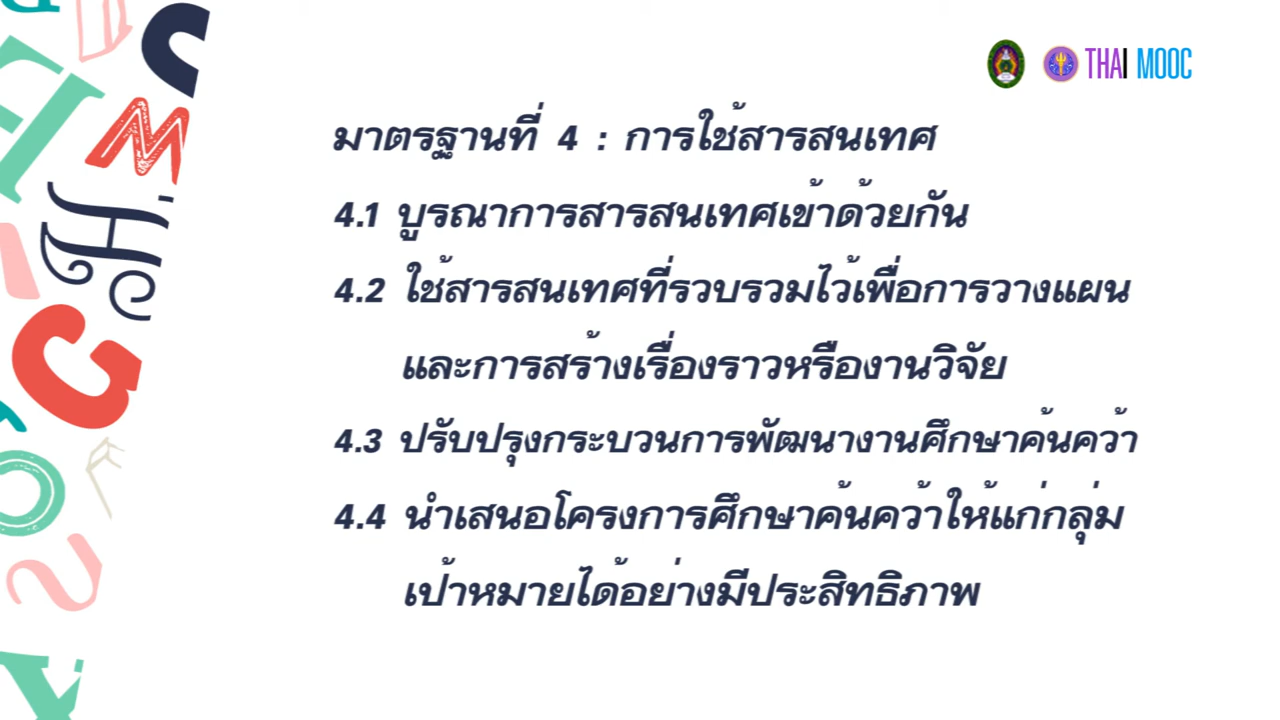 THAI MOOC
มาตรฐานที่ 4 : การใช้สารสนเทศ
4.1 บูรณาการสารสนเทศเข้าด้วยกัน
4.2 ใช้สารสนเทศที่รวบรวมไว้เพื่อการวางแผน
และการสร้างเรื่องราวหรืองานวิจัย
4.3 ปรับปรุงกระบวนการพัฒนางานศึกษาค้นคว้า
4.4 นำเสนอโครงการศึกษาค้นคว้าให้แก่กลุ่ม
เป้าหมายได้อย่างมีประสิทธิภาพ